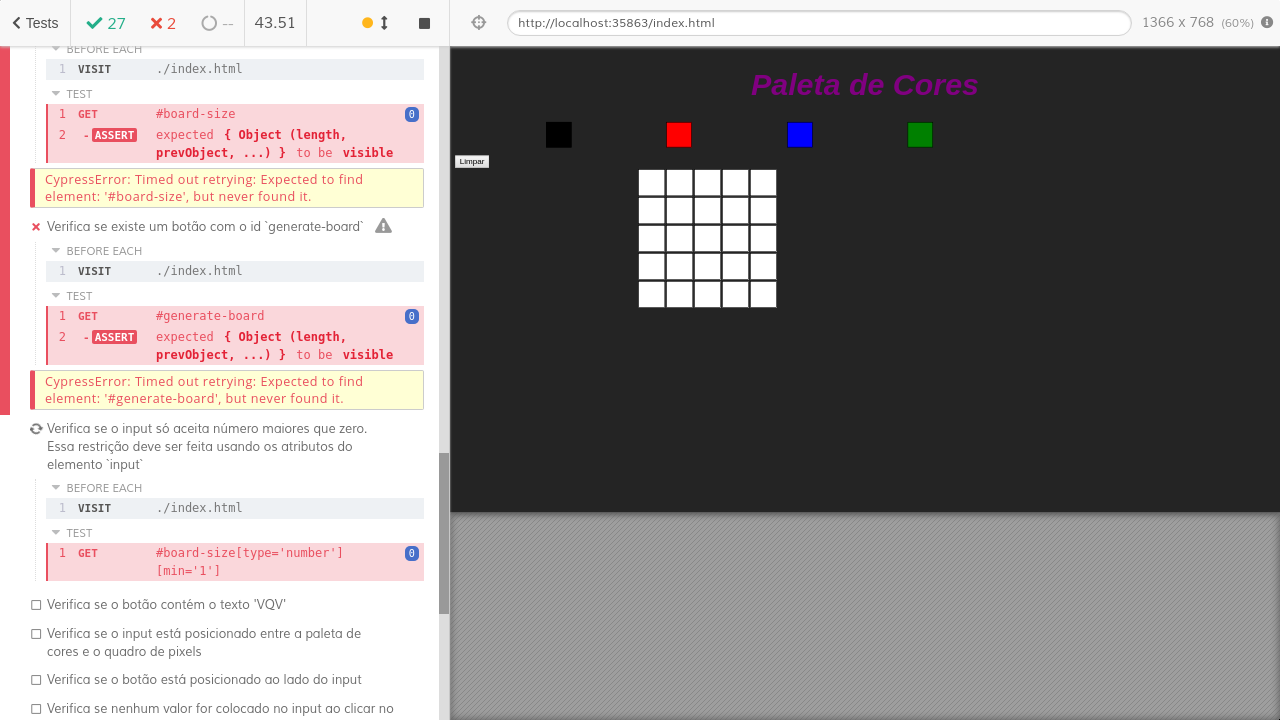 Tests
27
2
--
43.51
http://localhost:35863/index.html
1366 x 768 (60%)
BEFORE EACH
1 VISIT ./index.html
TEST
1 GET #board-size 0
2 -ASSERT expected { Object (length,
prevObject, ...) } to be visible
CypressError: Timed out retrying: Expected to find
element: '#board-size', but never found it.
Verifica se existe um botão com o id `generate-board`
BEFORE EACH
1 VISIT ./index.html
TEST
1 GET #generate-board 0
2 -ASSERT expected { Object (length,
prevObject, ...) } to be visible
CypressError: Timed out retrying: Expected to find
element: '#generate-board', but never found it.
Verifica se o input só aceita número maiores que zero.
Essa restrição deve ser feita usando os atributos do
elemento `input`
BEFORE EACH
1 VISIT ./index.html
TEST
1 GET #board-size[type='number'] 0
[min='1']
Verifica se o botão contém o texto 'VQV'
Verifica se o input está posicionado entre a paleta de
cores e o quadro de pixels
Verifica se o botão está posicionado ao lado do input
Verifica se nenhum valor for colocado no input ao clicar no
Paleta de Cores
Limpar